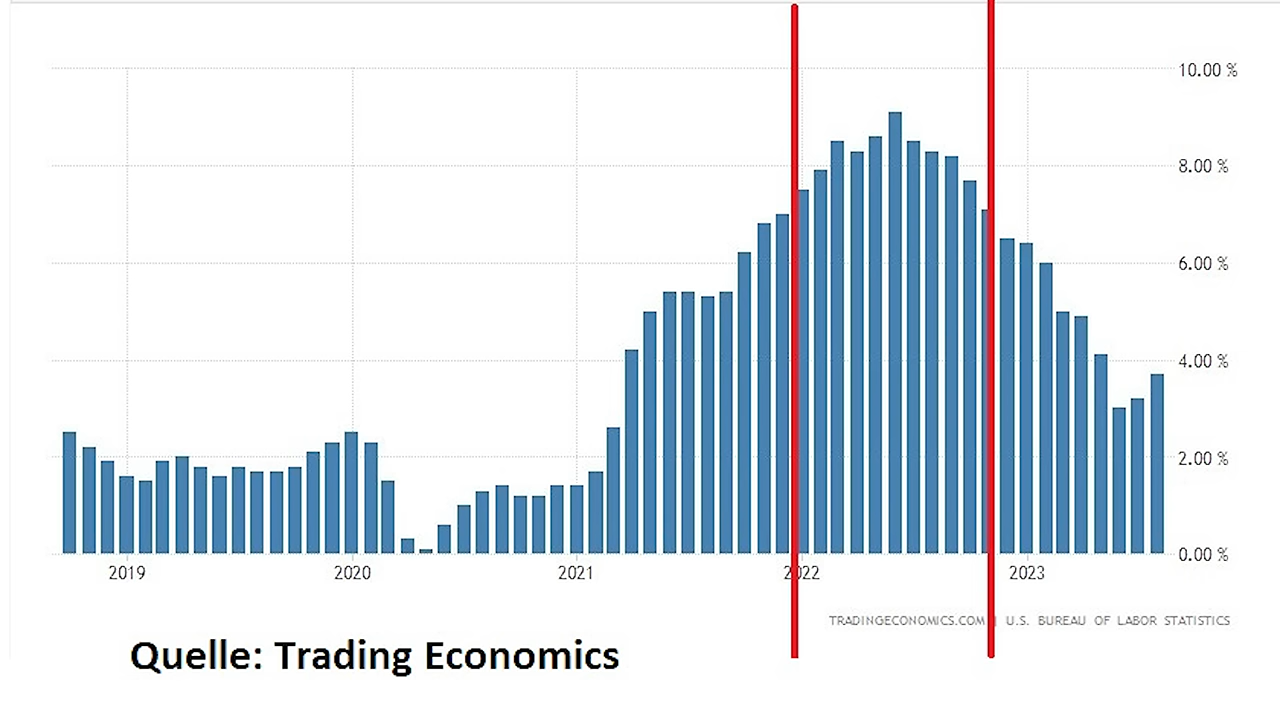 10.00 %
8.00 %
6.00 %
4.00 %
2.00 %
0.00 %
2019 2020 2021 2022 2023
TRADINGECONOMICS.COM | U.S. BUREAU OF LABOR STATISTICS
Quelle: Trading Economics